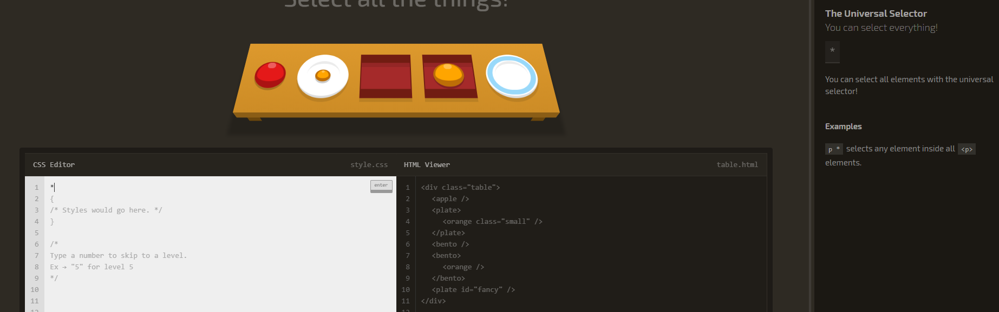 Select all the things!
CSS Editor
style.css
1 *
enter
2 {
3 /* Styles would go here. */
4 }
5
6 /*
7 Type a number to skip to a level.
8 Ex → "5" for level 5
9 */
10
11
12
HTML Viewer
table.html
1 <div class="table">
2 <apple />
3 <plate>
4 <orange class="small" />
5 </plate>
6 <bento />
7 <bento>
8 <orange />
9 </bento>
10 <plate id="fancy" />
11 </div>
12
The Universal Selector
You can select everything!
*
You can select all elements with the universal
selector!
Examples
p * selects any element inside all <p>
elements.